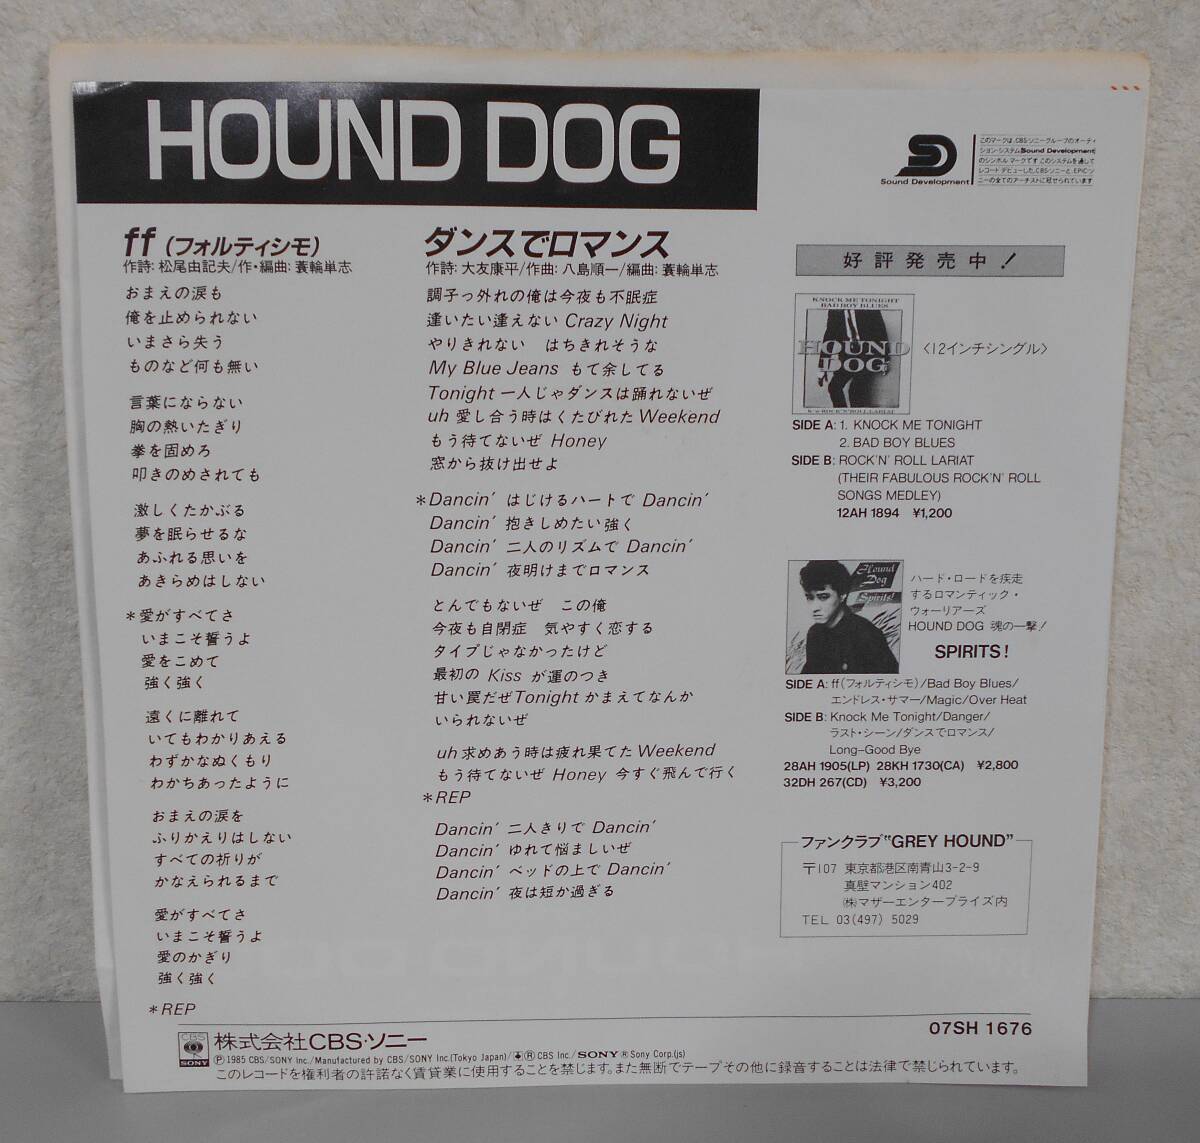 HOUND DOG
ff (フォルティシモ)
作詩: 松尾由記夫/作・編曲: 蓑輪単志
おまえの涙も
俺を止められない
いまさら失う
ものなど何も無い
言葉にならない
胸の熱いたぎり
拳を固めろ
叩きのめされても
激しくたかぶる
夢を眠らせるな
あふれる思いを
あきらめはしない
*愛がすべてさ
いまこそ誓うよ
愛をこめて
強く強く
遠くに離れて
いてもわかりあえる
わずかなぬくもり
わかちあったように
おまえの涙を
ふりかえりはしない
すべての祈りが
かなえられるまで
愛がすべてさ
いまこそ誓うよ
愛のかぎり
強く強く
*REP
ダンスでロマンス
作詩: 大友康平/作曲: 八島順一/編曲: 蓑輪単志
調子っ外れの俺は今夜も不眠症
逢いたい逢えない Crazy Night
やりきれない はちきれそうな
My Blue Jeans もて余してる
Tonight 一人じゃダンスは踊れないぜ
uh 愛し合う時はくたびれた Weekend
もう待てないぜ Honey
窓から抜け出せよ
*Dancin' はじけるハートで Dancin'
Dancin' 抱きしめたい強く
Dancin' 二人のリズムで Dancin'
Dancin' 夜明けまでロマンス
とんでもないぜ この俺
今夜も自閉症 気やすく恋する
タイプじゃなかったけど
最初の Kiss が運のつき
甘い罠だぜ Tonight かまえてなんか
いられないぜ
uh 求めあう時は疲れ果てた Weekend
もう待てないぜ Honey 今すぐ飛んで行く
*REP
Dancin' 二人きりで Dancin'
Dancin' ゆれて悩ましいぜ
Dancin' ベッドの上で Dancin'
Dancin' 夜は短か過ぎる
SD
Sound Development
このマークは、CBS・ソニーグループのオーディ
ション・システム(Sound Development)
のシンボルマークです このシステムを通して
レコードデビューした、CBS・ソニーと、EPIC・ソ
ニーの全てのアーチストに冠せられています
好評発売中!
KNOCK ME TONIGHT
BAD BOY BLUES
HOUND
DOG
c/w ROCK'N'ROLL LARIAT
〈12インチシングル〉
SIDE A: 1. KNOCK ME TONIGHT
2. BAD BOY BLUES
SIDE B: ROCK'N' ROLL LARIAT
(THEIR FABULOUS ROCK'N' ROLL
SONGS MEDLEY)
12AH 1894 ¥1,200
Hound
Dog
Spirits!
ハード・ロードを疾走
するロマンティック・
ウォーリアーズ
HOUND DOG 魂の一撃!
SPIRITS!
SIDE A: ff(フォルティシモ)/Bad Boy Blues/
エンドレス・サマー/Magic/Over Heat
SIDE B: Knock Me Tonight/Danger/
ラスト・シーン/ダンスでロマンス/
Long-Good Bye
28AH 1905(LP) 28KH 1730(CA) ¥2,800
32DH 267(CD) ¥3,200
ファンクラブ"GREY HOUND"
〒107 東京都港区南青山3-2-9
真壁マンション402
㈱マザーエンタープライズ内
TEL 03(497) 5029
07SH 1676
CBS
SONY
株式会社CBS・ソニー
Ⓟ1985 CBS/SONY Inc./Manufactured by CBS/SONY Inc.(Tokyo Japan)/Ⓡ CBS Inc./SONY Ⓡ Sony Corp.(js)
このレコードを権利者の許諾なく賃貸業に使用することを禁じます。また無断でテープその他に録音することは法律で禁じられています。